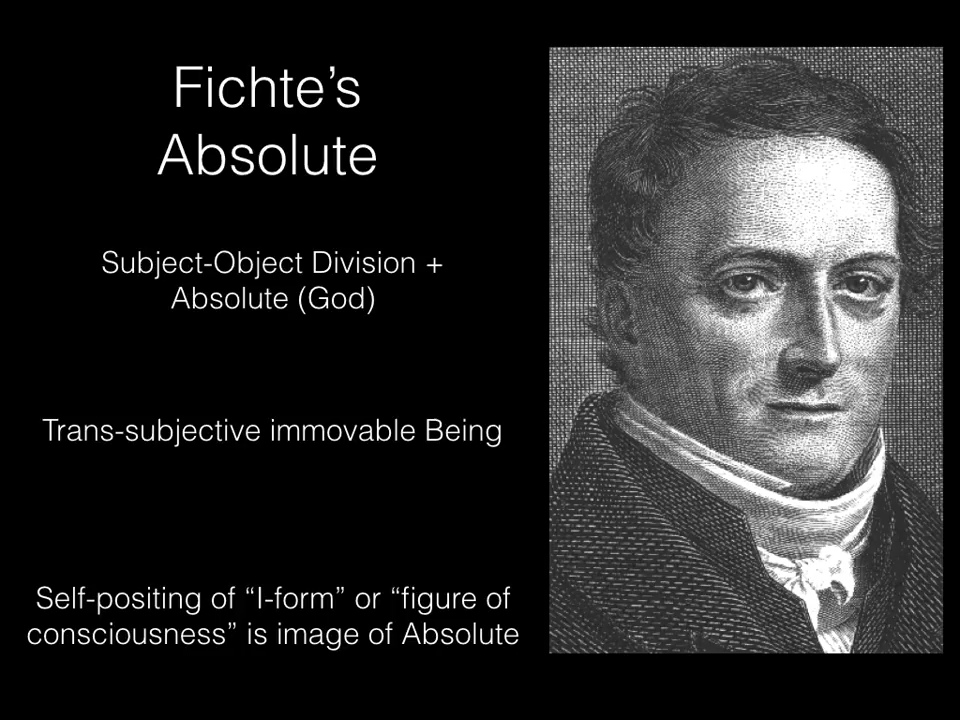 Fichte’s
Absolute
Subject-Object Division +
Absolute (God)
Trans-subjective immovable Being
Self-positing of “I-form” or “figure of
consciousness” is image of Absolute